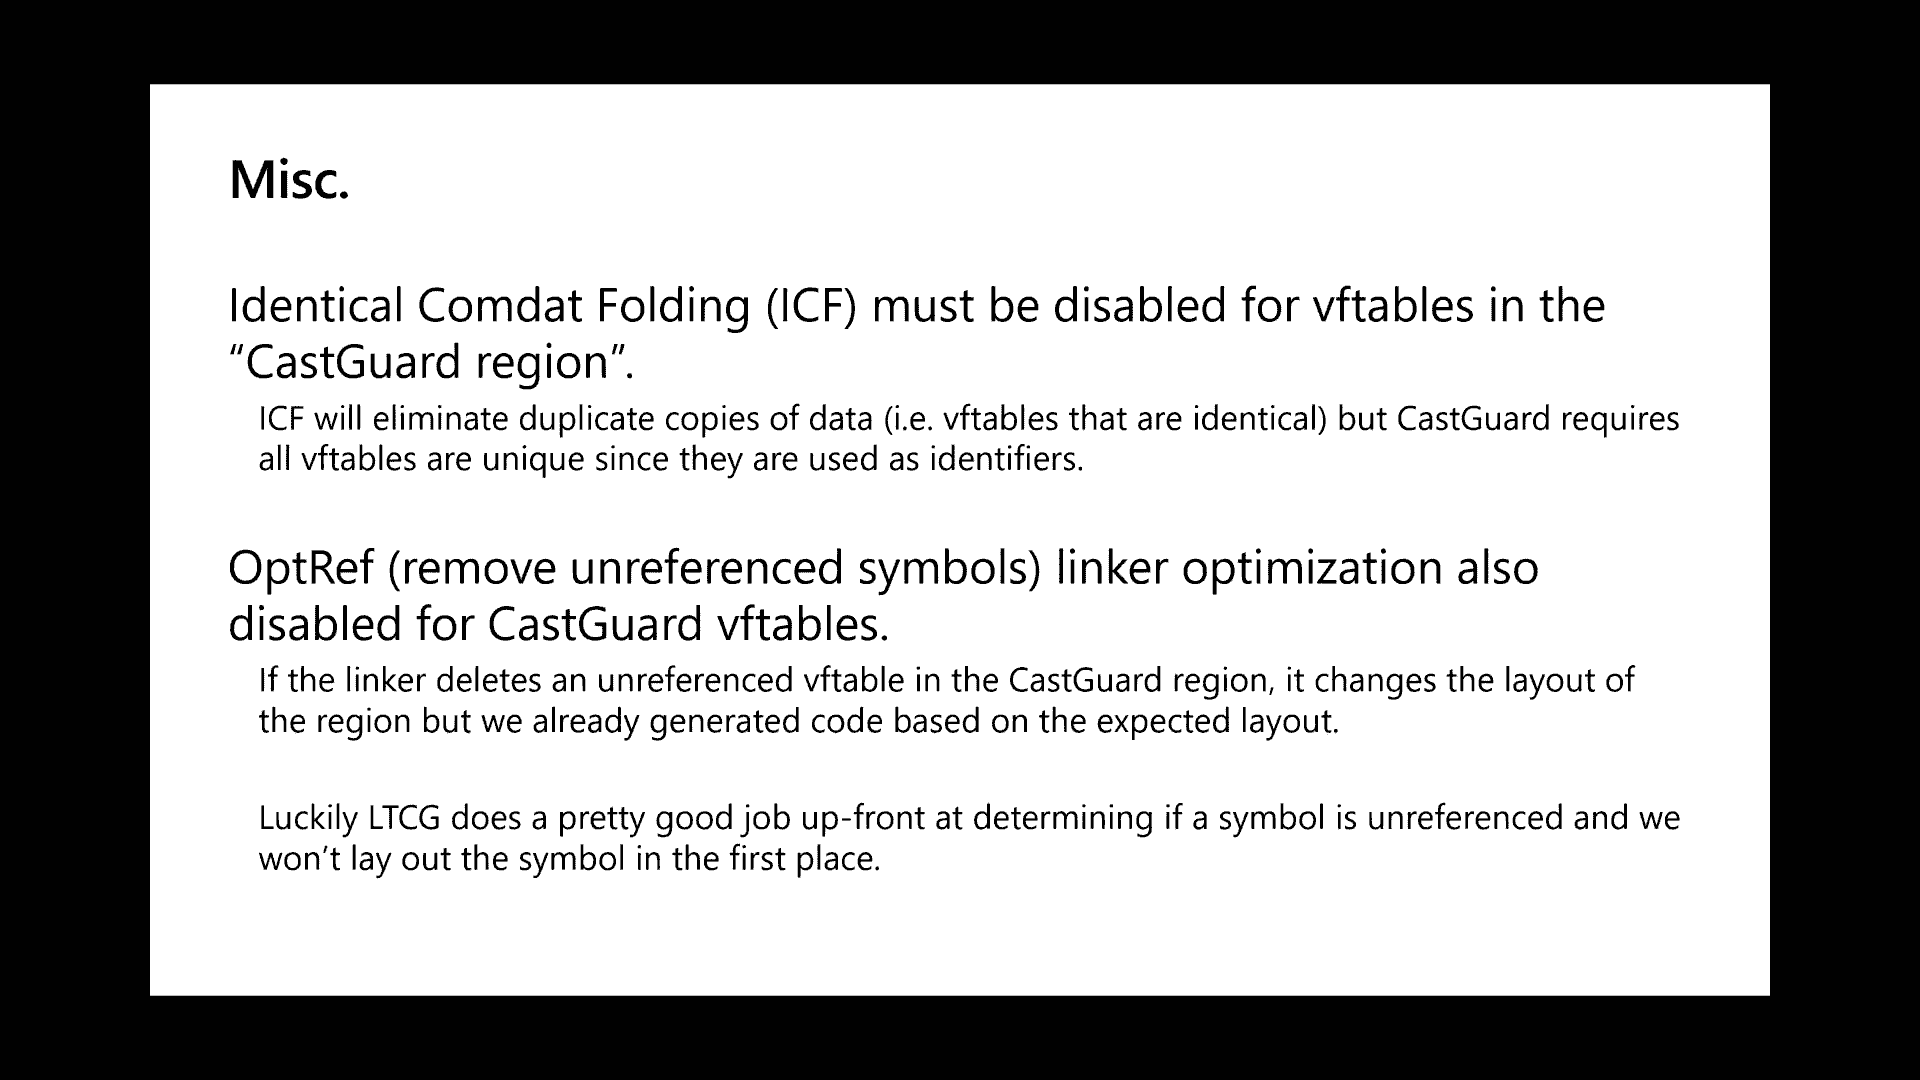 Misc.
Identical Comdat Folding (ICF) must be disabled for vftables in the
“CastGuard region”.
ICF will eliminate duplicate copies of data (i.e. vftables that are identical) but CastGuard requires
all vftables are unique since they are used as identifiers.
OptRef (remove unreferenced symbols) linker optimization also
disabled for CastGuard vftables.
If the linker deletes an unreferenced vftable in the CastGuard region, it changes the layout of
the region but we already generated code based on the expected layout.
Luckily LTCG does a pretty good job up-front at determining if a symbol is unreferenced and we
won’t lay out the symbol in the first place.